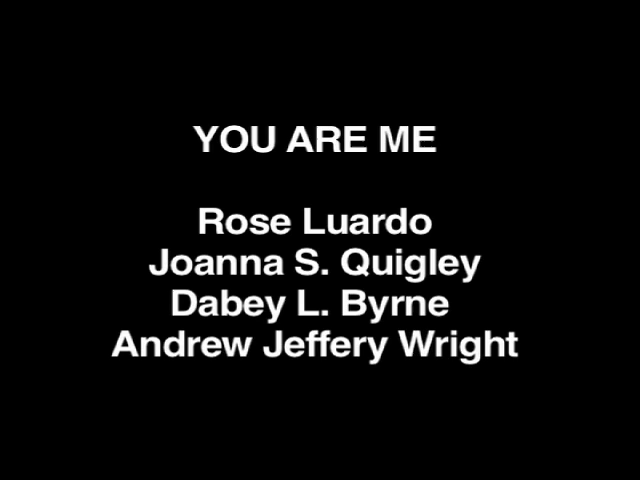 YOU ARE ME
Rose Luardo
Joanna S. Quigley
Dabey L. Byrne
Andrew Jeffery Wright